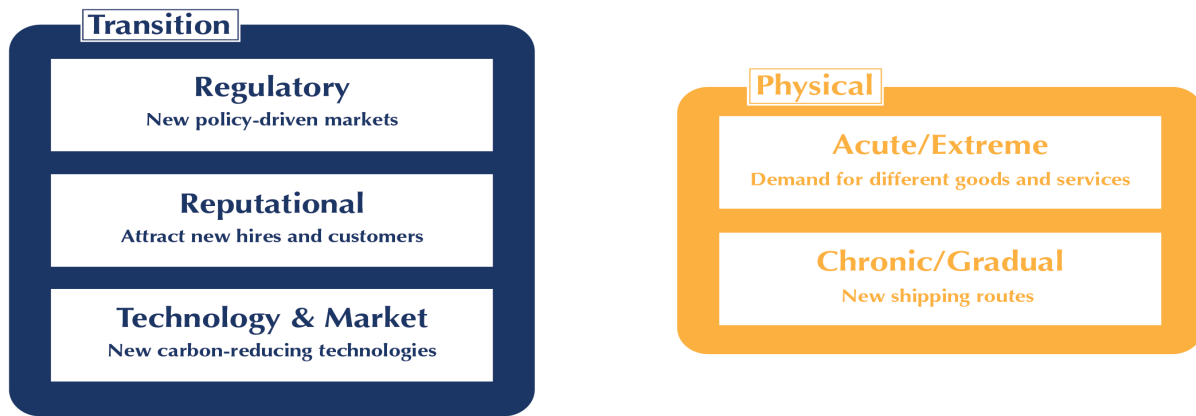 Transition
Regulatory
New policy-driven markets
Reputational
Attract new hires and customers
Technology & Market
New carbon-reducing technologies
Physical
Acute/Extreme
Demand for different goods and services
Chronic/Gradual
New shipping routes